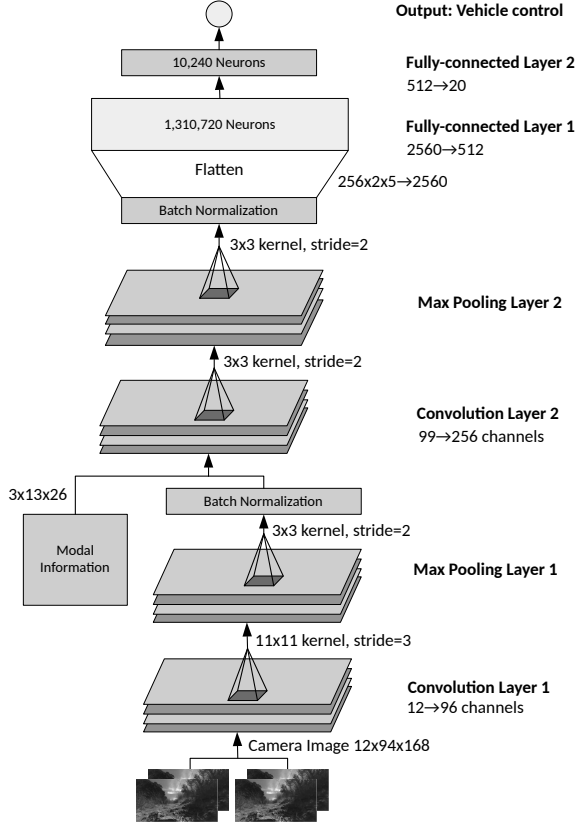 Output: Vehicle control
10,240 Neurons
Fully-connected Layer 2
512→20
1,310,720 Neurons
Fully-connected Layer 1
2560→512
Flatten
256x2x5→2560
Batch Normalization
3x3 kernel, stride=2
Max Pooling Layer 2
3x3 kernel, stride=2
Convolution Layer 2
99→256 channels
3x13x26
Batch Normalization
Modal
Information
3x3 kernel, stride=2
Max Pooling Layer 1
11x11 kernel, stride=3
Convolution Layer 1
12→96 channels
Camera Image 12x94x168